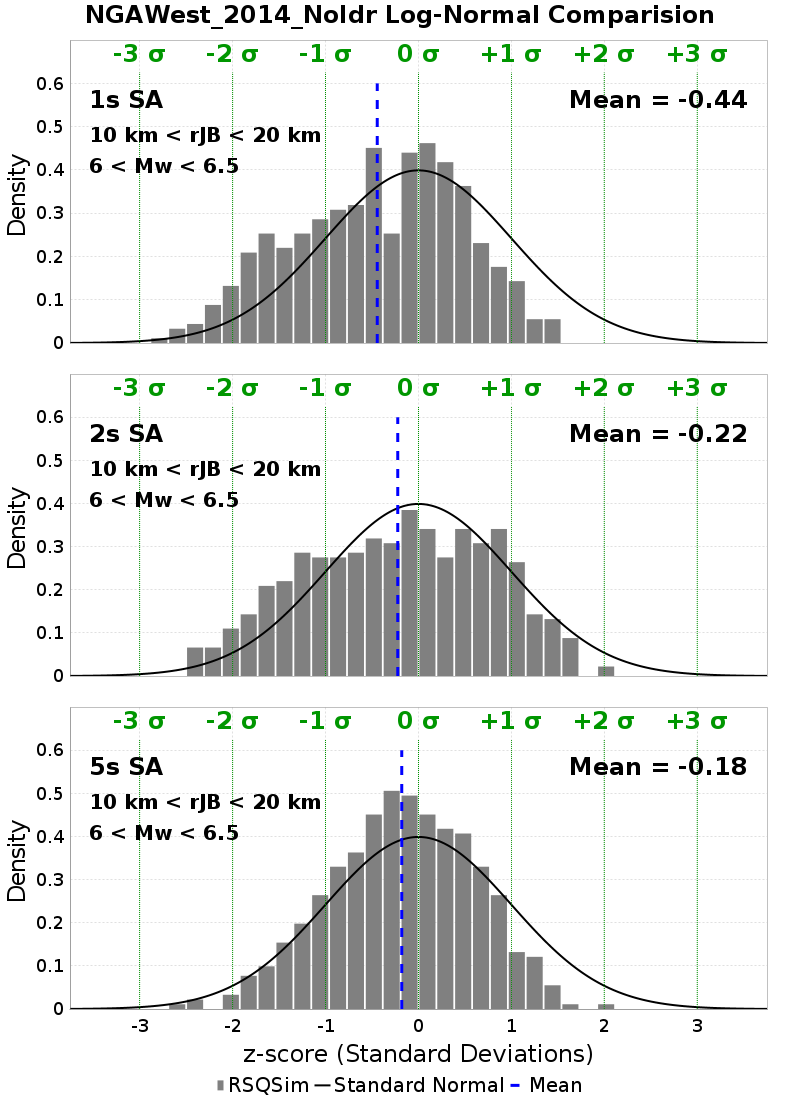 NGAWest_2014_NoIdr Log-Normal Comparision
-3 σ -2 σ -1 σ 0 σ +1 σ +2 σ +3 σ
0.6
1s SA Mean = -0.44
0.5
10 km < rJB < 20 km
0.4
6 < Mw < 6.5
0.3
0.2
0.1
0
Density
-3 σ -2 σ -1 σ 0 σ +1 σ +2 σ +3 σ
0.6
2s SA Mean = -0.22
0.5
10 km < rJB < 20 km
0.4
6 < Mw < 6.5
0.3
0.2
0.1
0
Density
-3 σ -2 σ -1 σ 0 σ +1 σ +2 σ +3 σ
0.6
5s SA Mean = -0.18
0.5
10 km < rJB < 20 km
0.4
6 < Mw < 6.5
0.3
0.2
0.1
0
Density
-3 -2 -1 0 1 2 3
z-score (Standard Deviations)
RSQSim Standard Normal Mean